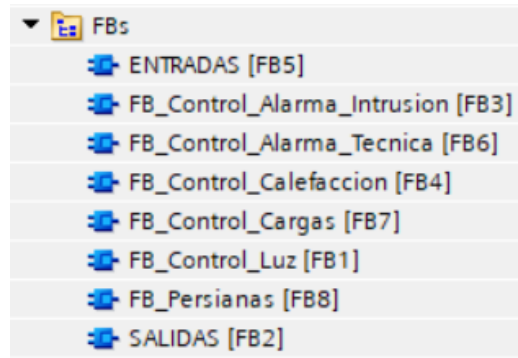 FBs
ENTRADAS [FB5]
FB_Control_Alarma_Intrusion [FB3]
FB_Control_Alarma_Tecnica [FB6]
FB_Control_Calefaccion [FB4]
FB_Control_Cargas [FB7]
FB_Control_Luz [FB1]
FB_Persianas [FB8]
SALIDAS [FB2]